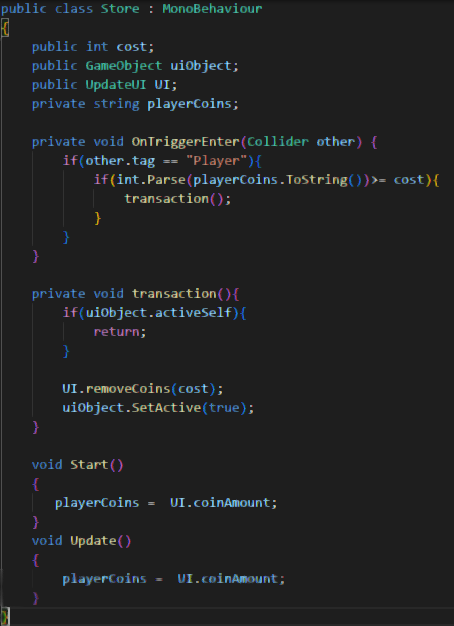 public class Store : MonoBehaviour
{
public int cost;
public GameObject uiObject;
public UpdateUI UI;
private string playerCoins;
private void OnTriggerEnter(Collider other) {
if(other.tag == "Player"){
if(int.Parse(playerCoins.ToString())>= cost){
transaction();
}
}
}
private void transaction(){
if(uiObject.activeSelf){
return;
}
UI.removeCoins(cost);
uiObject.SetActive(true);
}
void Start()
{
playerCoins = UI.coinAmount;
}
void Update()
{
playerCoins = UI.coinAmount;
}
}